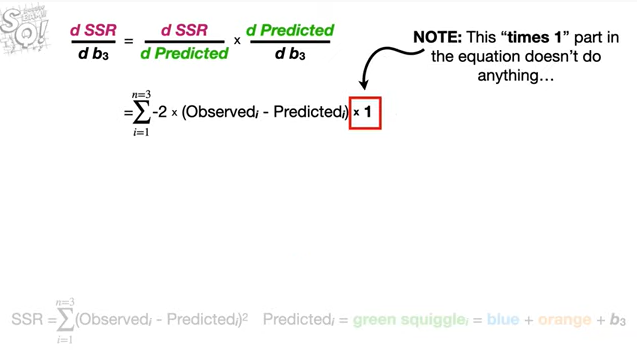 SQ!
d SSR / d b₃ = d SSR / d Predicted × d Predicted / d b₃
NOTE: This “times 1” part in
the equation doesn’t do
anything…
n=3
=∑-2 × (Observedᵢ - Predictedᵢ) × 1
i=1
n=3
SSR =∑(Observedᵢ - Predictedᵢ)² Predictedᵢ = green squiggleᵢ = blue + orange + b₃
i=1